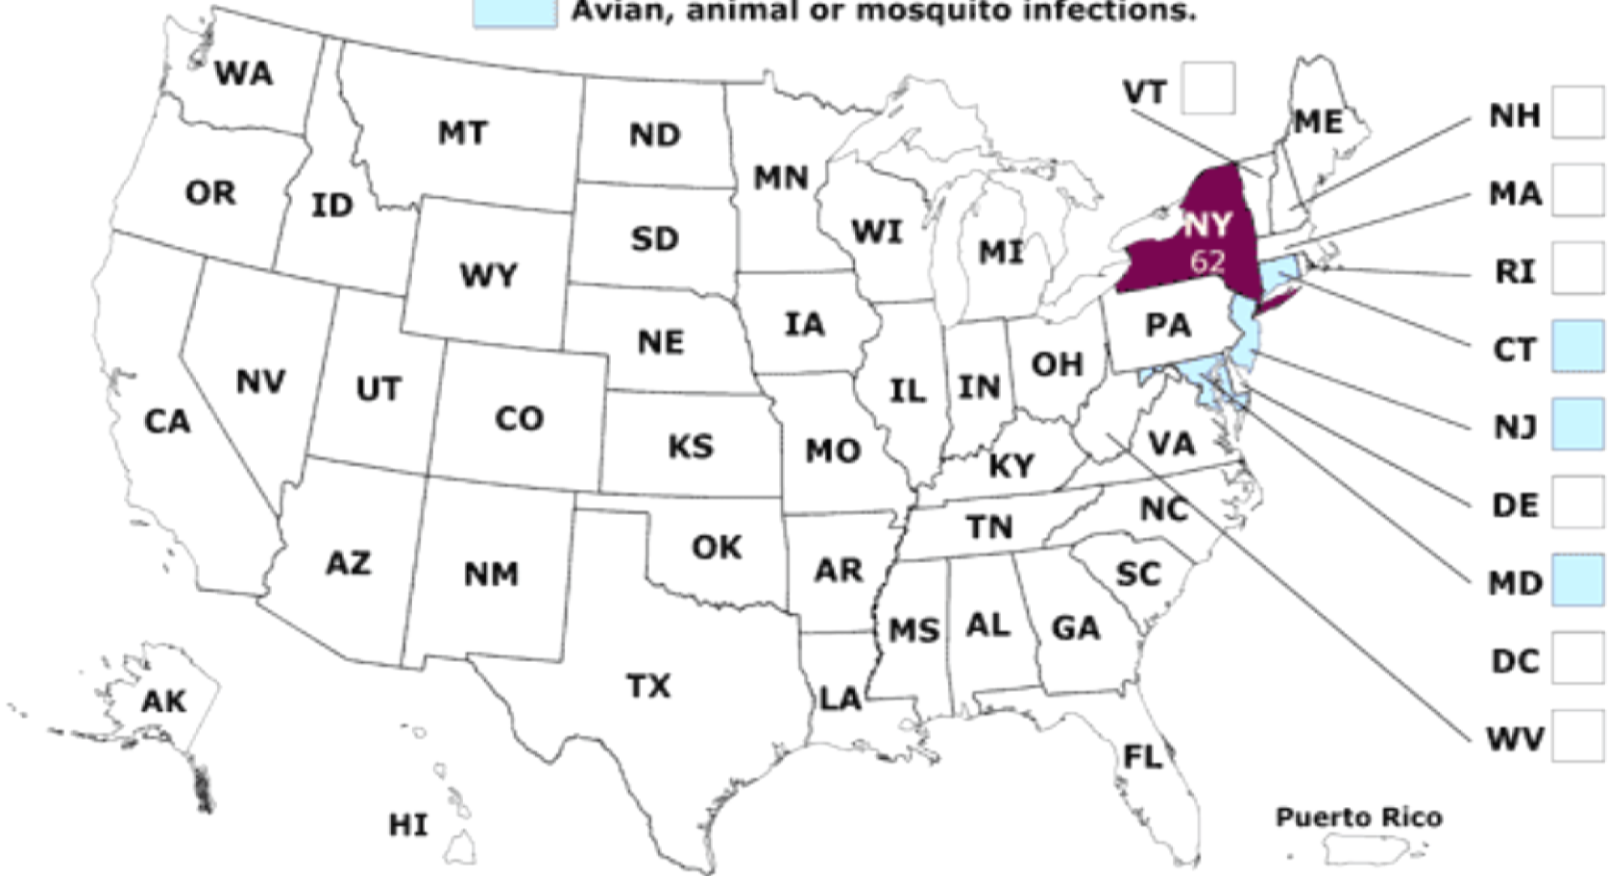 Avian, animal or mosquito infections.
WA
MT
ND
MN
VT
ME
NH
OR
ID
SD
WI
MI
NY
62
MA
WY
RI
IA
PA
NE
CT
NV
UT
CO
IL
IN
OH
CA
KS
MO
KY
VA
NJ
TN
NC
DE
OK
AZ
NM
AR
SC
MD
MS
AL
GA
DC
TX
LA
AK
WV
FL
HI
Puerto Rico